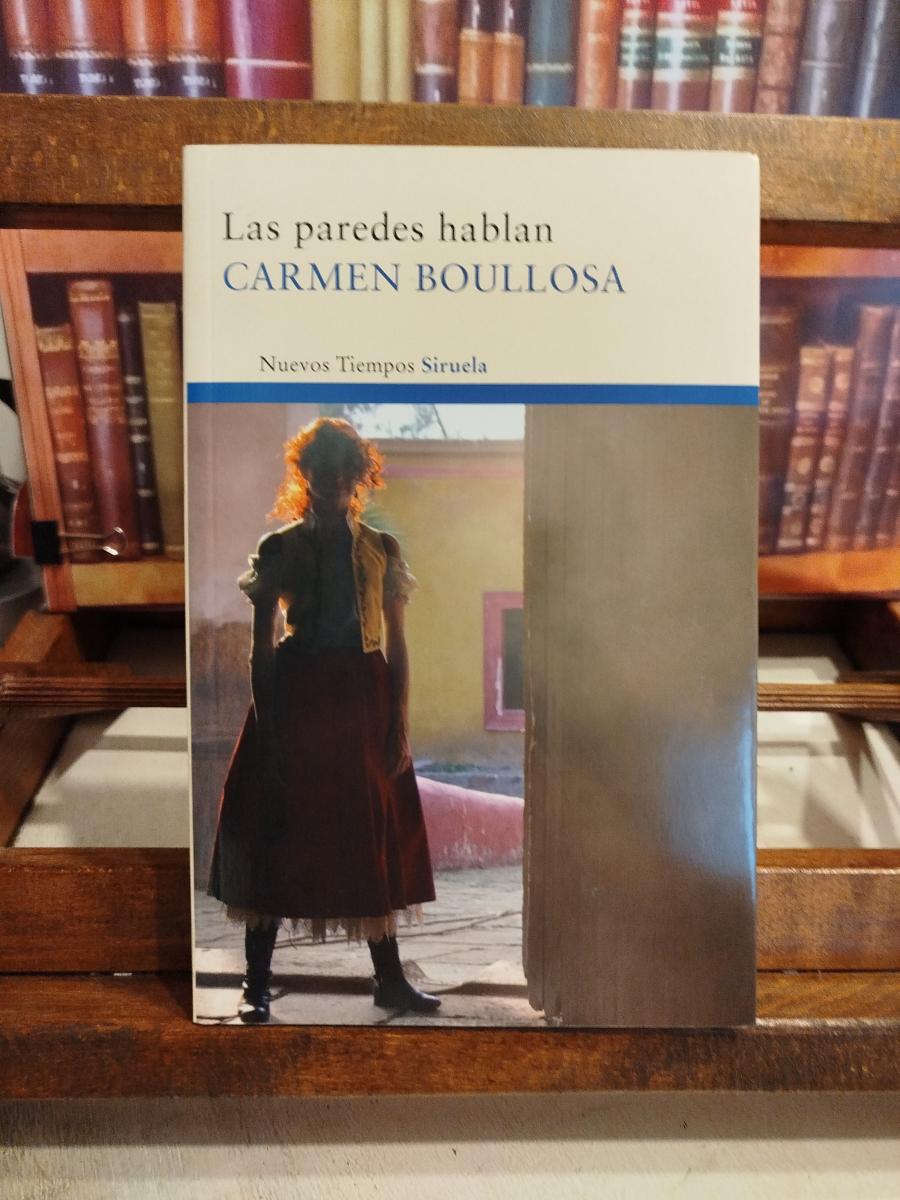 Las paredes hablan
CARMEN BOULLOSA
Nuevos Tiempos Siruela